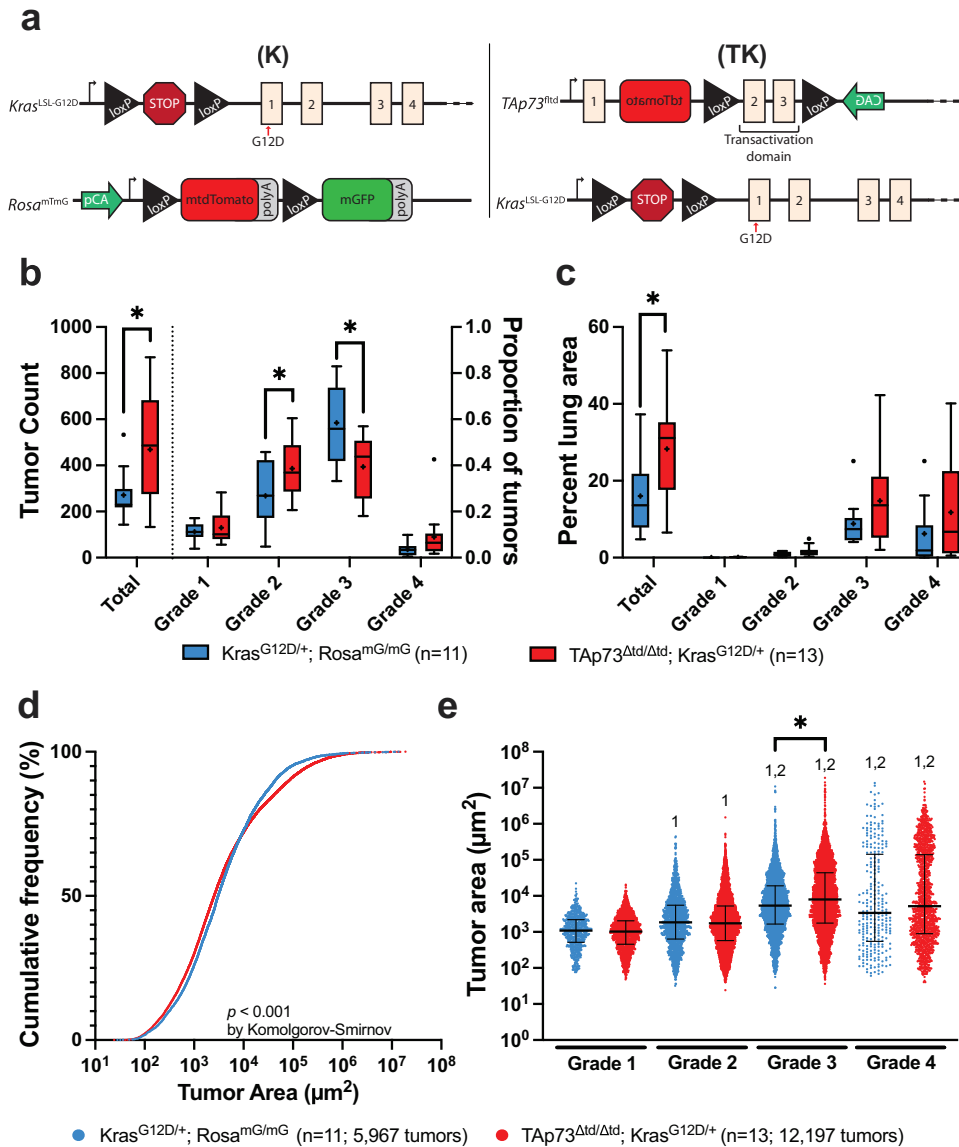 a
(K)
(TK)
Kras^LSL-G12D
loxP
STOP
loxP
1
2
3
4
G12D
TAp73^fltd
1
tdTomato
loxP
2
3
loxP
CAG
Transactivation
domain
Rosa^mTmG
pCA
loxP
mtdTomato
polyA
loxP
mGFP
polyA
Kras^LSL-G12D
loxP
STOP
loxP
1
2
3
4
G12D
b
Tumor Count
1000
800
600
400
200
0
*
*
*
1.0
0.8
0.6
0.4
0.2
0.0
Proportion of tumors
Total
Grade 1
Grade 2
Grade 3
Grade 4
c
Percent lung area
60
40
20
0
*
Total
Grade 1
Grade 2
Grade 3
Grade 4
Kras^G12D/+; Rosa^mG/mG (n=11)
TAp73^Δtd/Δtd; Kras^G12D/+ (n=13)
d
Cumulative frequency (%)
100
50
0
p < 0.001
by Komolgorov-Smirnov
10^1 10^2 10^3 10^4 10^5 10^6 10^7 10^8
Tumor Area (µm^2)
e
Tumor area (µm^2)
10^8
10^7
10^6
10^5
10^4
10^3
10^2
10^1
10^0
1
1
*
1,2
1,2
1,2
1,2
Grade 1
Grade 2
Grade 3
Grade 4
Kras^G12D/+; Rosa^mG/mG (n=11; 5,967 tumors)
TAp73^Δtd/Δtd; Kras^G12D/+ (n=13; 12,197 tumors)